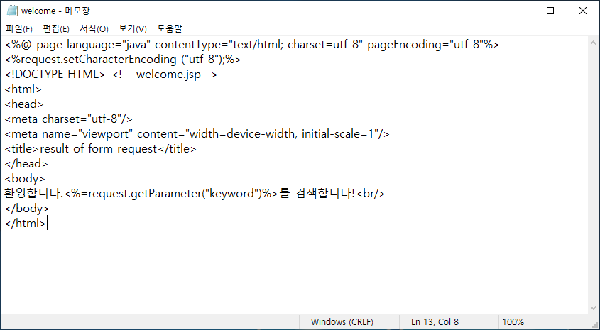 welcome - 메모장
파일(F) 편집(E) 서식(O) 보기(V) 도움말
<%@ page language="java" contentType="text/html; charset=utf-8" pageEncoding="utf-8"%>
<%request.setCharacterEncoding ("utf-8");%>
<!DOCTYPE HTML> <!-- welcome.jsp -->
<html>
<head>
<meta charset="utf-8"/>
<meta name="viewport" content="width=device-width, initial-scale=1"/>
<title>result of form request</title>
</head>
<body>
환영합니다.<%=request.getParameter("keyword")%>를 검색합니다!<br/>
</body>
</html>
Windows (CRLF) Ln 13, Col 8 100%